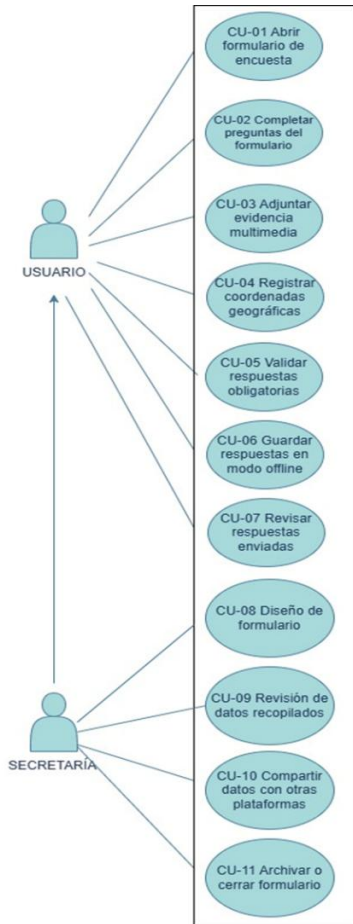 CU-01 Abrir
formulario de
encuesta
CU-02 Completar
preguntas del
formulario
CU-03 Adjuntar
evidencia
multimedia
USUARIO
CU-04 Registrar
coordenadas
geográficas
CU-05 Validar
respuestas
obligatorias
CU-06 Guardar
respuestas en
modo offline
CU-07 Revisar
respuestas
enviadas
CU-08 Diseño de
formulario
CU-09 Revisión de
datos recopilados
SECRETARÍA
CU-10 Compartir
datos con otras
plataformas
CU-11 Archivar o
cerrar formulario